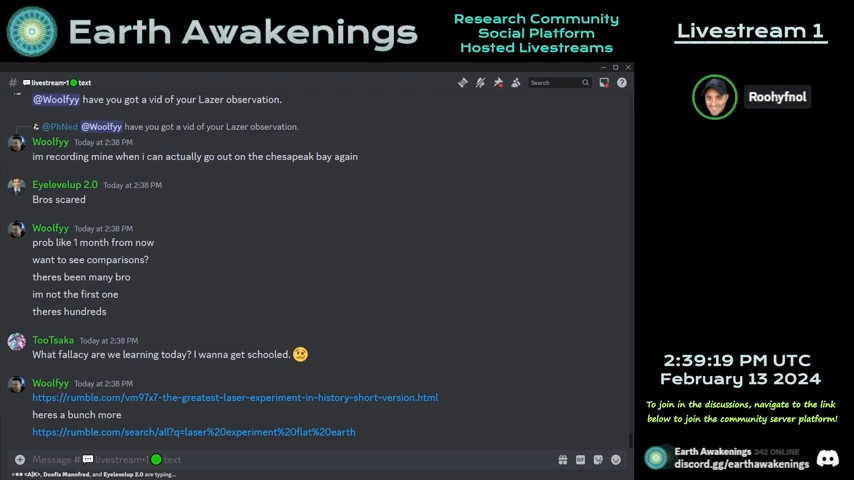 Earth Awakenings
Research Community
Social Platform
Hosted Livestreams
Livestream 1
# livestream-1 text
Search
@Woolfyy have you got a vid of your Lazer observation.
@PhNed @Woolfyy have you got a vid of your Lazer observation.
Woolfyy Today at 2:38 PM
im recording mine when i can actually go out on the chesapeak bay again
Eyelevelup 2.0 Today at 2:38 PM
Bros scared
Woolfyy Today at 2:38 PM
prob like 1 month from now
want to see comparisons?
theres been many bro
im not the first one
theres hundreds
TooTsaka Today at 2:38 PM
What fallacy are we learning today? I wanna get schooled.
Woolfyy Today at 2:38 PM
https://rumble.com/vm97x7-the-greatest-laser-experiment-in-history-short-version.html
heres a bunch more
https://rumble.com/search/all?q=laser%20experiment%20flat%20earth
Message # livestream-1 text
<A|K>, Doofis Mannfred, and Eyelevelup 2.0 are typing...
Roohyfnol
2:39:19 PM UTC
February 13 2024
To join in the discussions, navigate to the link
below to join the community server platform!
Earth Awakenings 342 ONLINE
discord.gg/earthawakenings